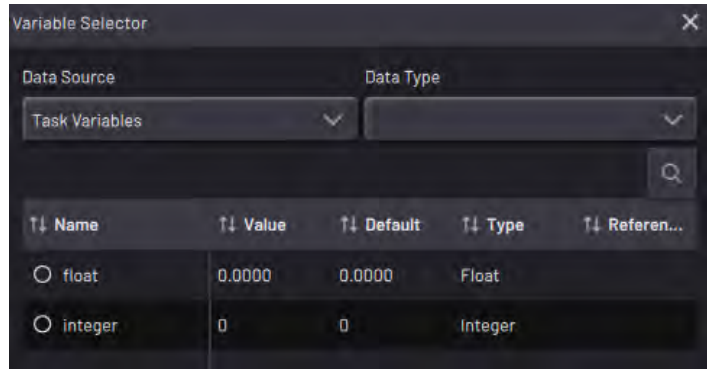 Variable Selector
Data Source Data Type
Task Variables
Name Value Default Type Referen...
float 0.0000 0.0000 Float
integer 0 0 Integer